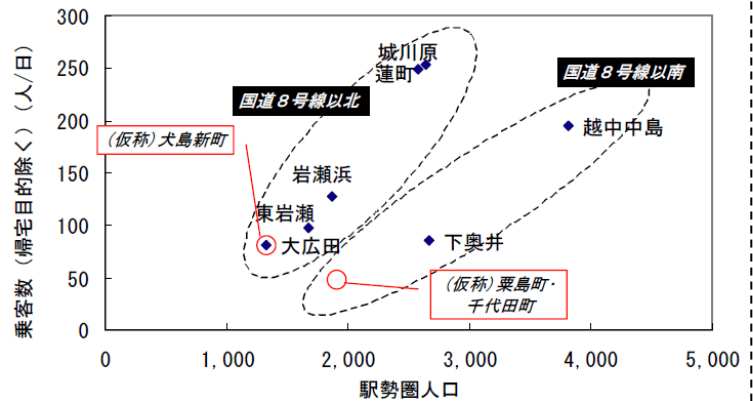 乗客数（帰宅目的除く）（人/日）
300
250
200
150
100
50
0
城川原
蓮町
国道８号線以北
国道８号線以南
越中中島
(仮称)犬島新町
岩瀬浜
東岩瀬
大広田
下奥井
(仮称)粟島町・
千代田町
0
1,000
2,000
3,000
4,000
5,000
駅勢圏人口